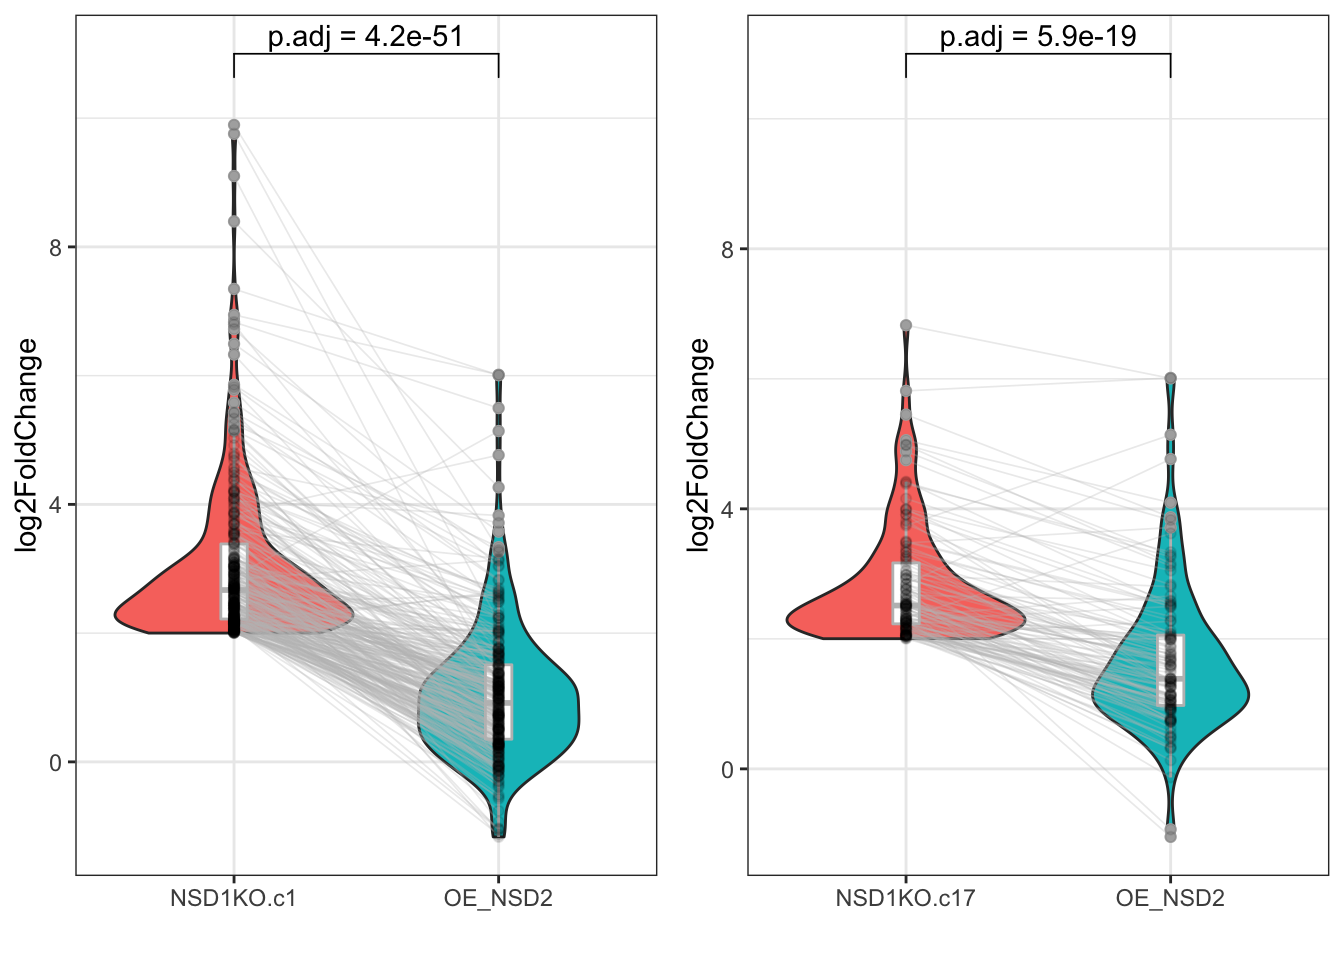 p.adj = 4.2e-51
log2FoldChange
8
4
0
NSD1KO.c1
OE_NSD2
p.adj = 5.9e-19
log2FoldChange
8
4
0
NSD1KO.c17
OE_NSD2